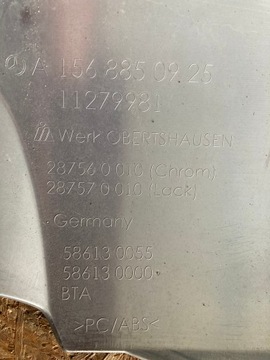 A 156 885 09 25
11279981
Werk OBERTSHAUSEN
28756 0 010 (Chrom)
28757 0 010 (Lack)
Germany
58613 0055
58613 0000
BTA
>PC/ABS<